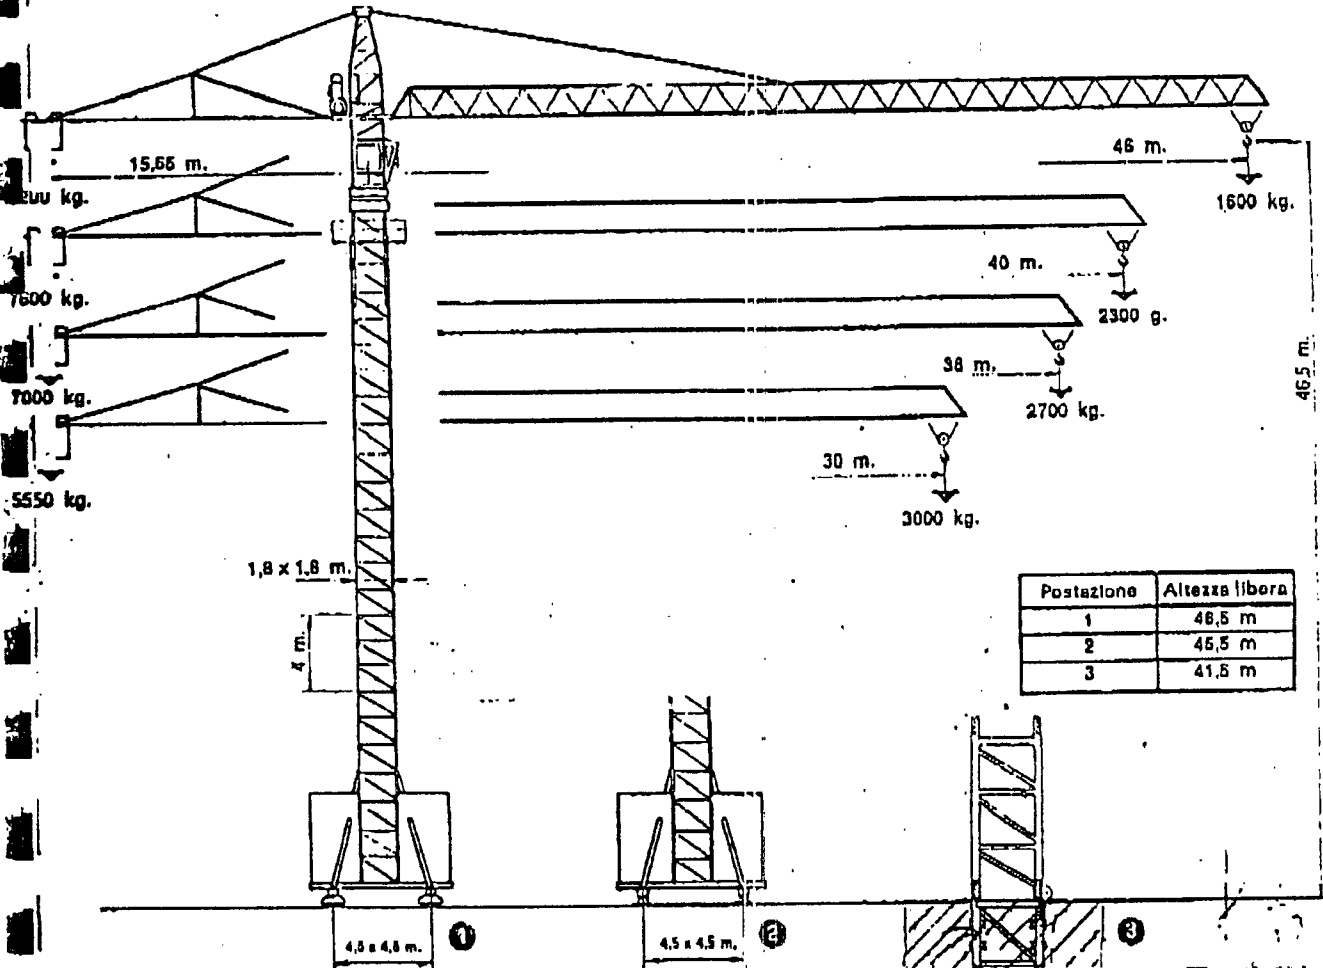 15,65 m.
46 m.
1600 kg.
40 m.
7600 kg.
2300 g.
38 m.
7000 kg.
2700 kg.
46,5 m.
30 m.
5550 kg.
3000 kg.
1,8 x 1,8 m.
4 m.
Postazione Altezza libera
1 46,5 m
2 45,5 m
3 41,5 m
4,5 x 4,5 m. 1
4,5 x 4,5 m. 2
3